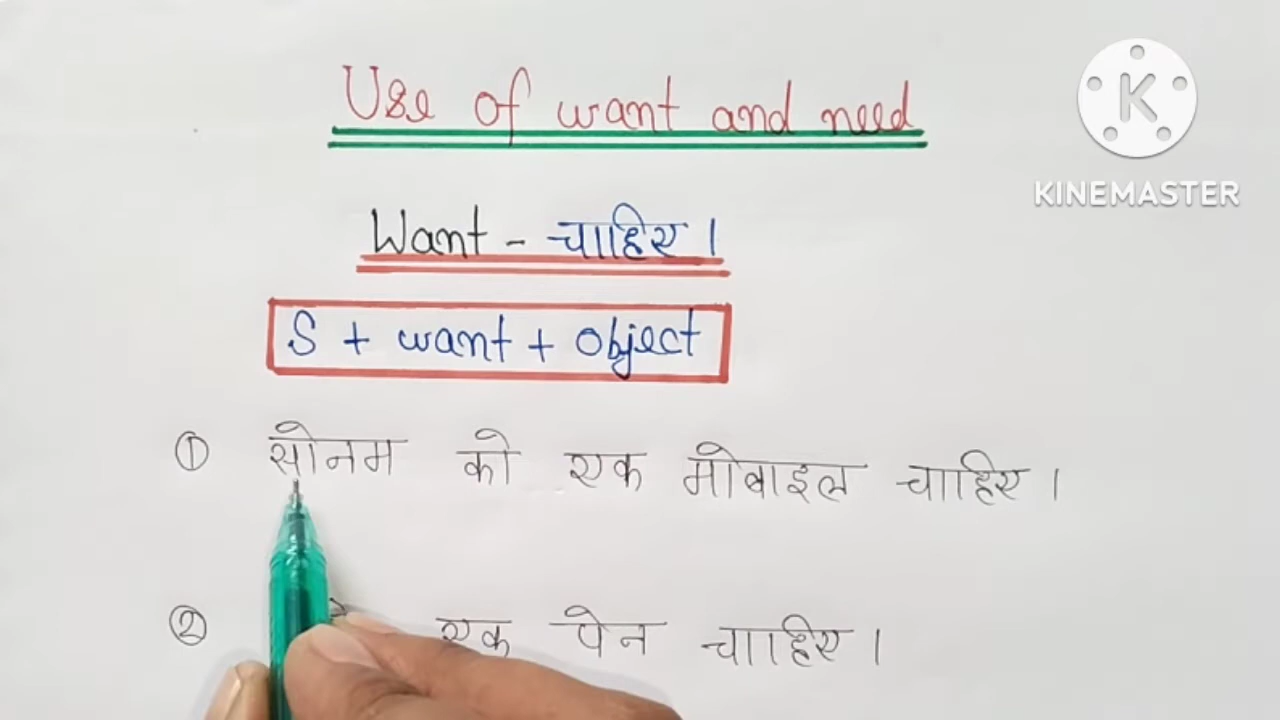 Use of want and need
Want - चाहिए।
S + want + object
① सोनम को एक मोबाइल चाहिए।
② एक पेन चाहिए।
KINEMASTER